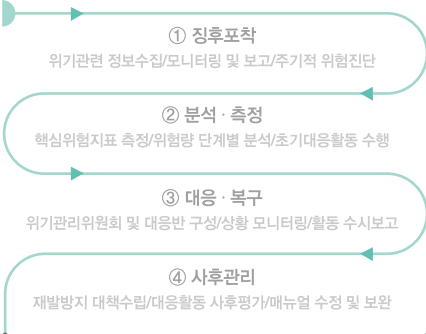 ① 징후포착
위기관련 정보수집/모니터링 및 보고/주기적 위험진단
② 분석 · 측정
핵심위험지표 측정/위험량 단계별 분석/초기대응활동 수행
③ 대응 · 복구
위기관리위원회 및 대응반 구성/상황 모니터링/활동 수시보고
④ 사후관리
재발방지 대책수립/대응활동 사후평가/매뉴얼 수정 및 보완